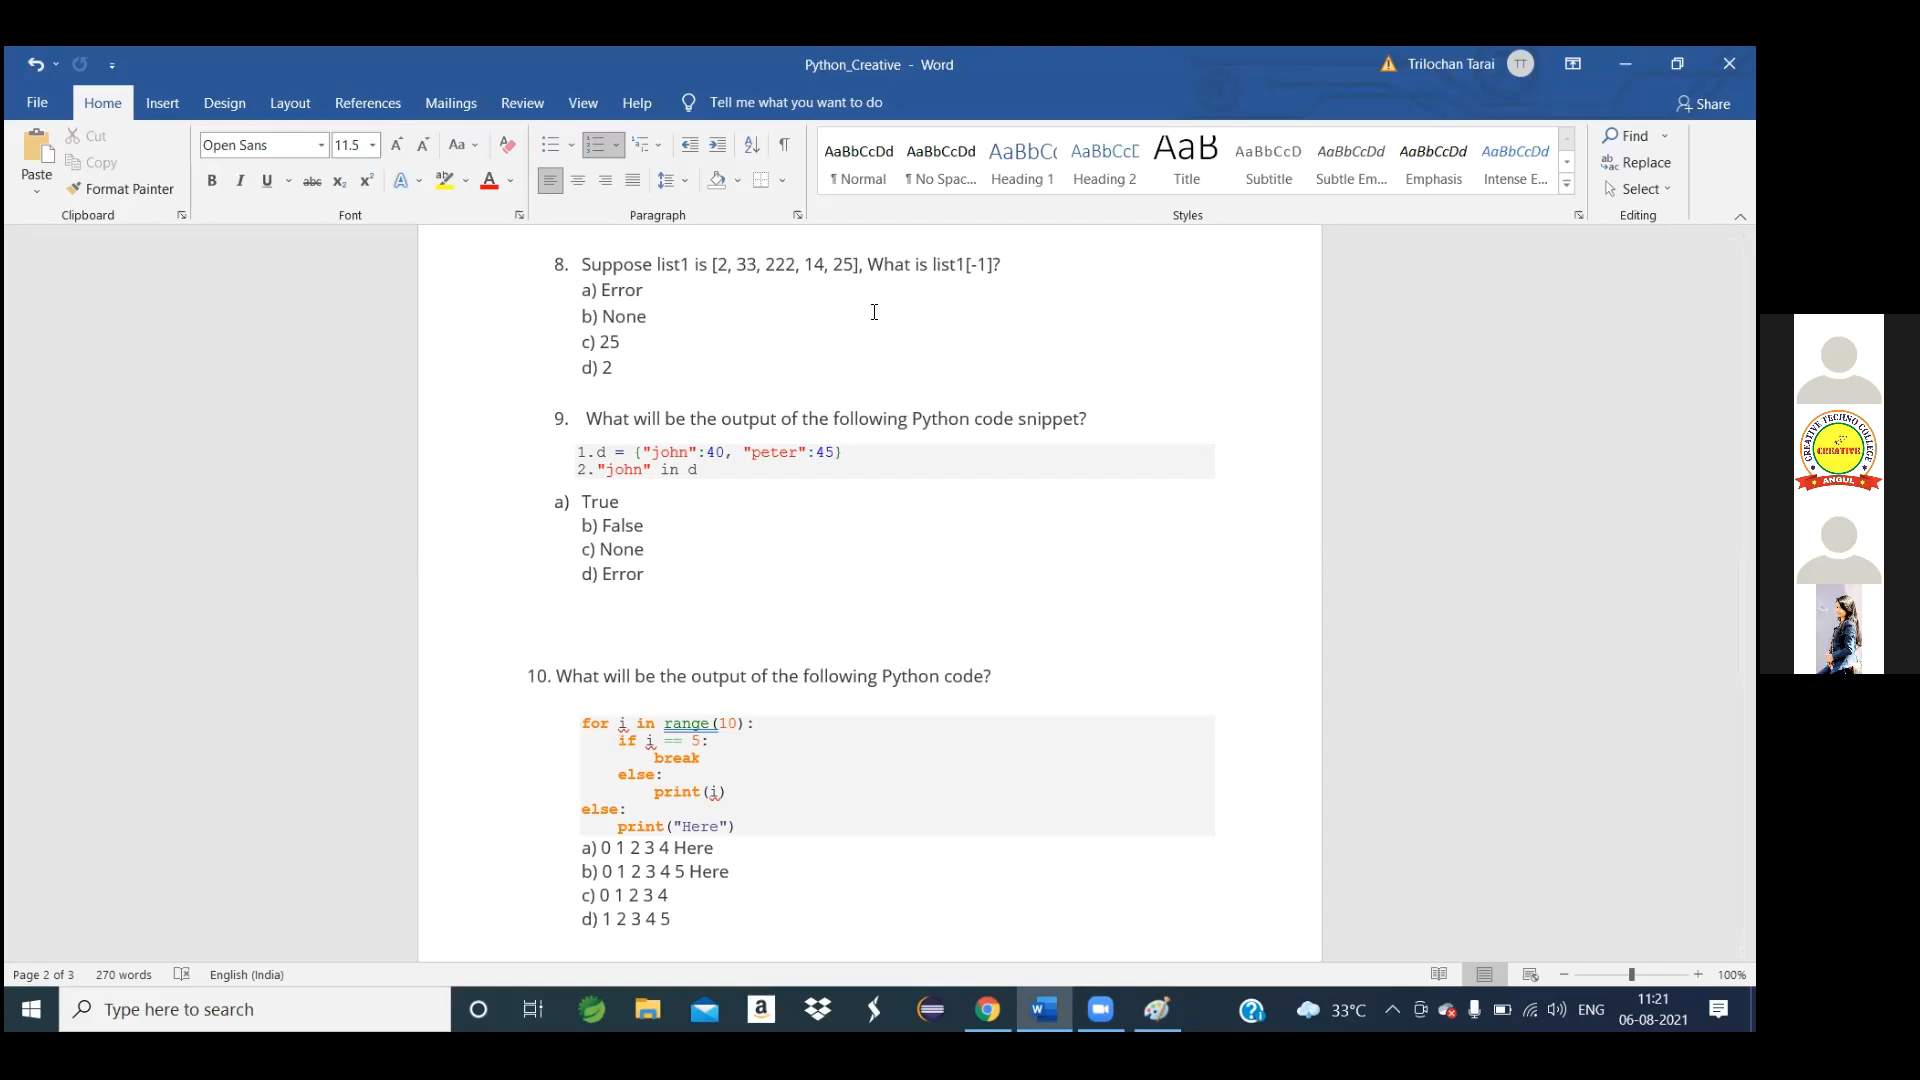 Python_Creative - Word
Trilochan Tarai
TT
File
Home
Insert
Design
Layout
References
Mailings
Review
View
Help
Tell me what you want to do
Share
Paste
Cut
Copy
Format Painter
Clipboard
Open Sans
11.5
Font
Paragraph
AaBbCcDd
¶ Normal
AaBbCcDd
¶ No Spac...
AaBbCc
Heading 1
AaBbCcD
Heading 2
AaB
Title
AaBbCcD
Subtitle
AaBbCcDd
Subtle Em...
AaBbCcDd
Emphasis
AaBbCcDd
Intense E...
Styles
Find
Replace
Select
Editing
8. Suppose list1 is [2, 33, 222, 14, 25], What is list1[-1]?
a) Error
b) None
c) 25
d) 2
9. What will be the output of the following Python code snippet?
1.d = {"john":40, "peter":45}
2."john" in d
a) True
b) False
c) None
d) Error
10. What will be the output of the following Python code?
for i in range(10):
if i == 5:
break
else:
print(i)
else:
print("Here")
a) 0 1 2 3 4 Here
b) 0 1 2 3 4 5 Here
c) 0 1 2 3 4
d) 1 2 3 4 5
CREATIVE TECHNO COLLEGE
CREATIVE
ANGUL
Page 2 of 3
270 words
English (India)
100%
Type here to search
33°C
ENG
11:21
06-08-2021